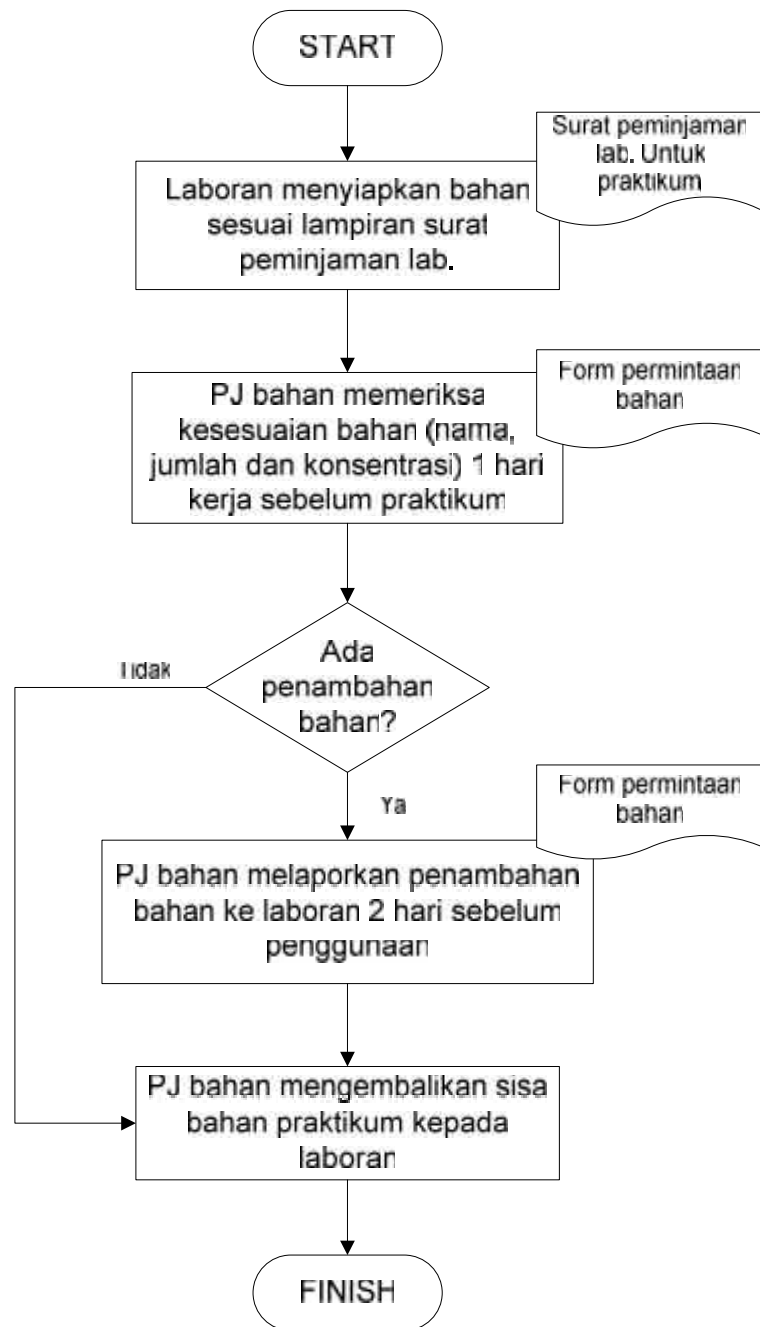 START
Surat peminjaman
lab. Untuk
praktikum
Laboran menyiapkan bahan
sesuai lampiran surat
peminjaman lab.
Form permintaan
bahan
PJ bahan memeriksa
kesesuaian bahan (nama,
jumlah dan konsentrasi) 1 hari
kerja sebelum praktikum
Ada
penambahan
bahan?
Tidak
Ya
Form permintaan
bahan
PJ bahan melaporkan penambahan
bahan ke laboran 2 hari sebelum
penggunaan
PJ bahan mengembalikan sisa
bahan praktikum kepada
laboran
FINISH